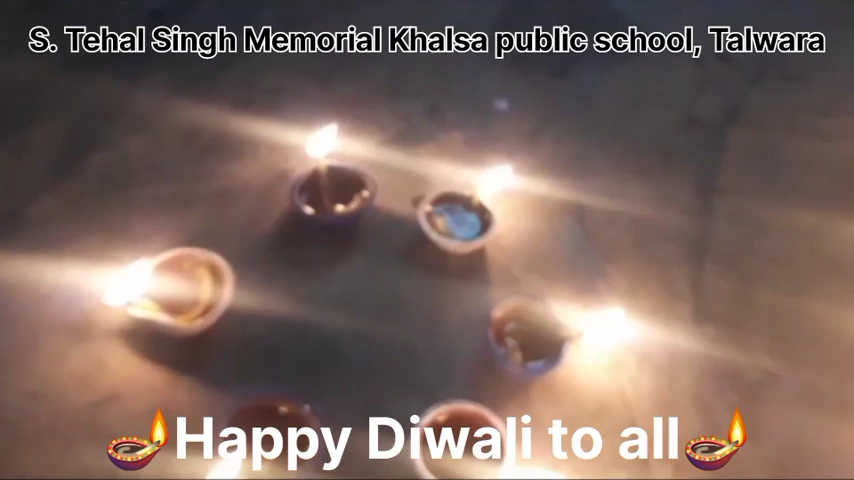 S. Tehal Singh Memorial Khalsa public school, Talwara
🪔Happy Diwali to all🪔